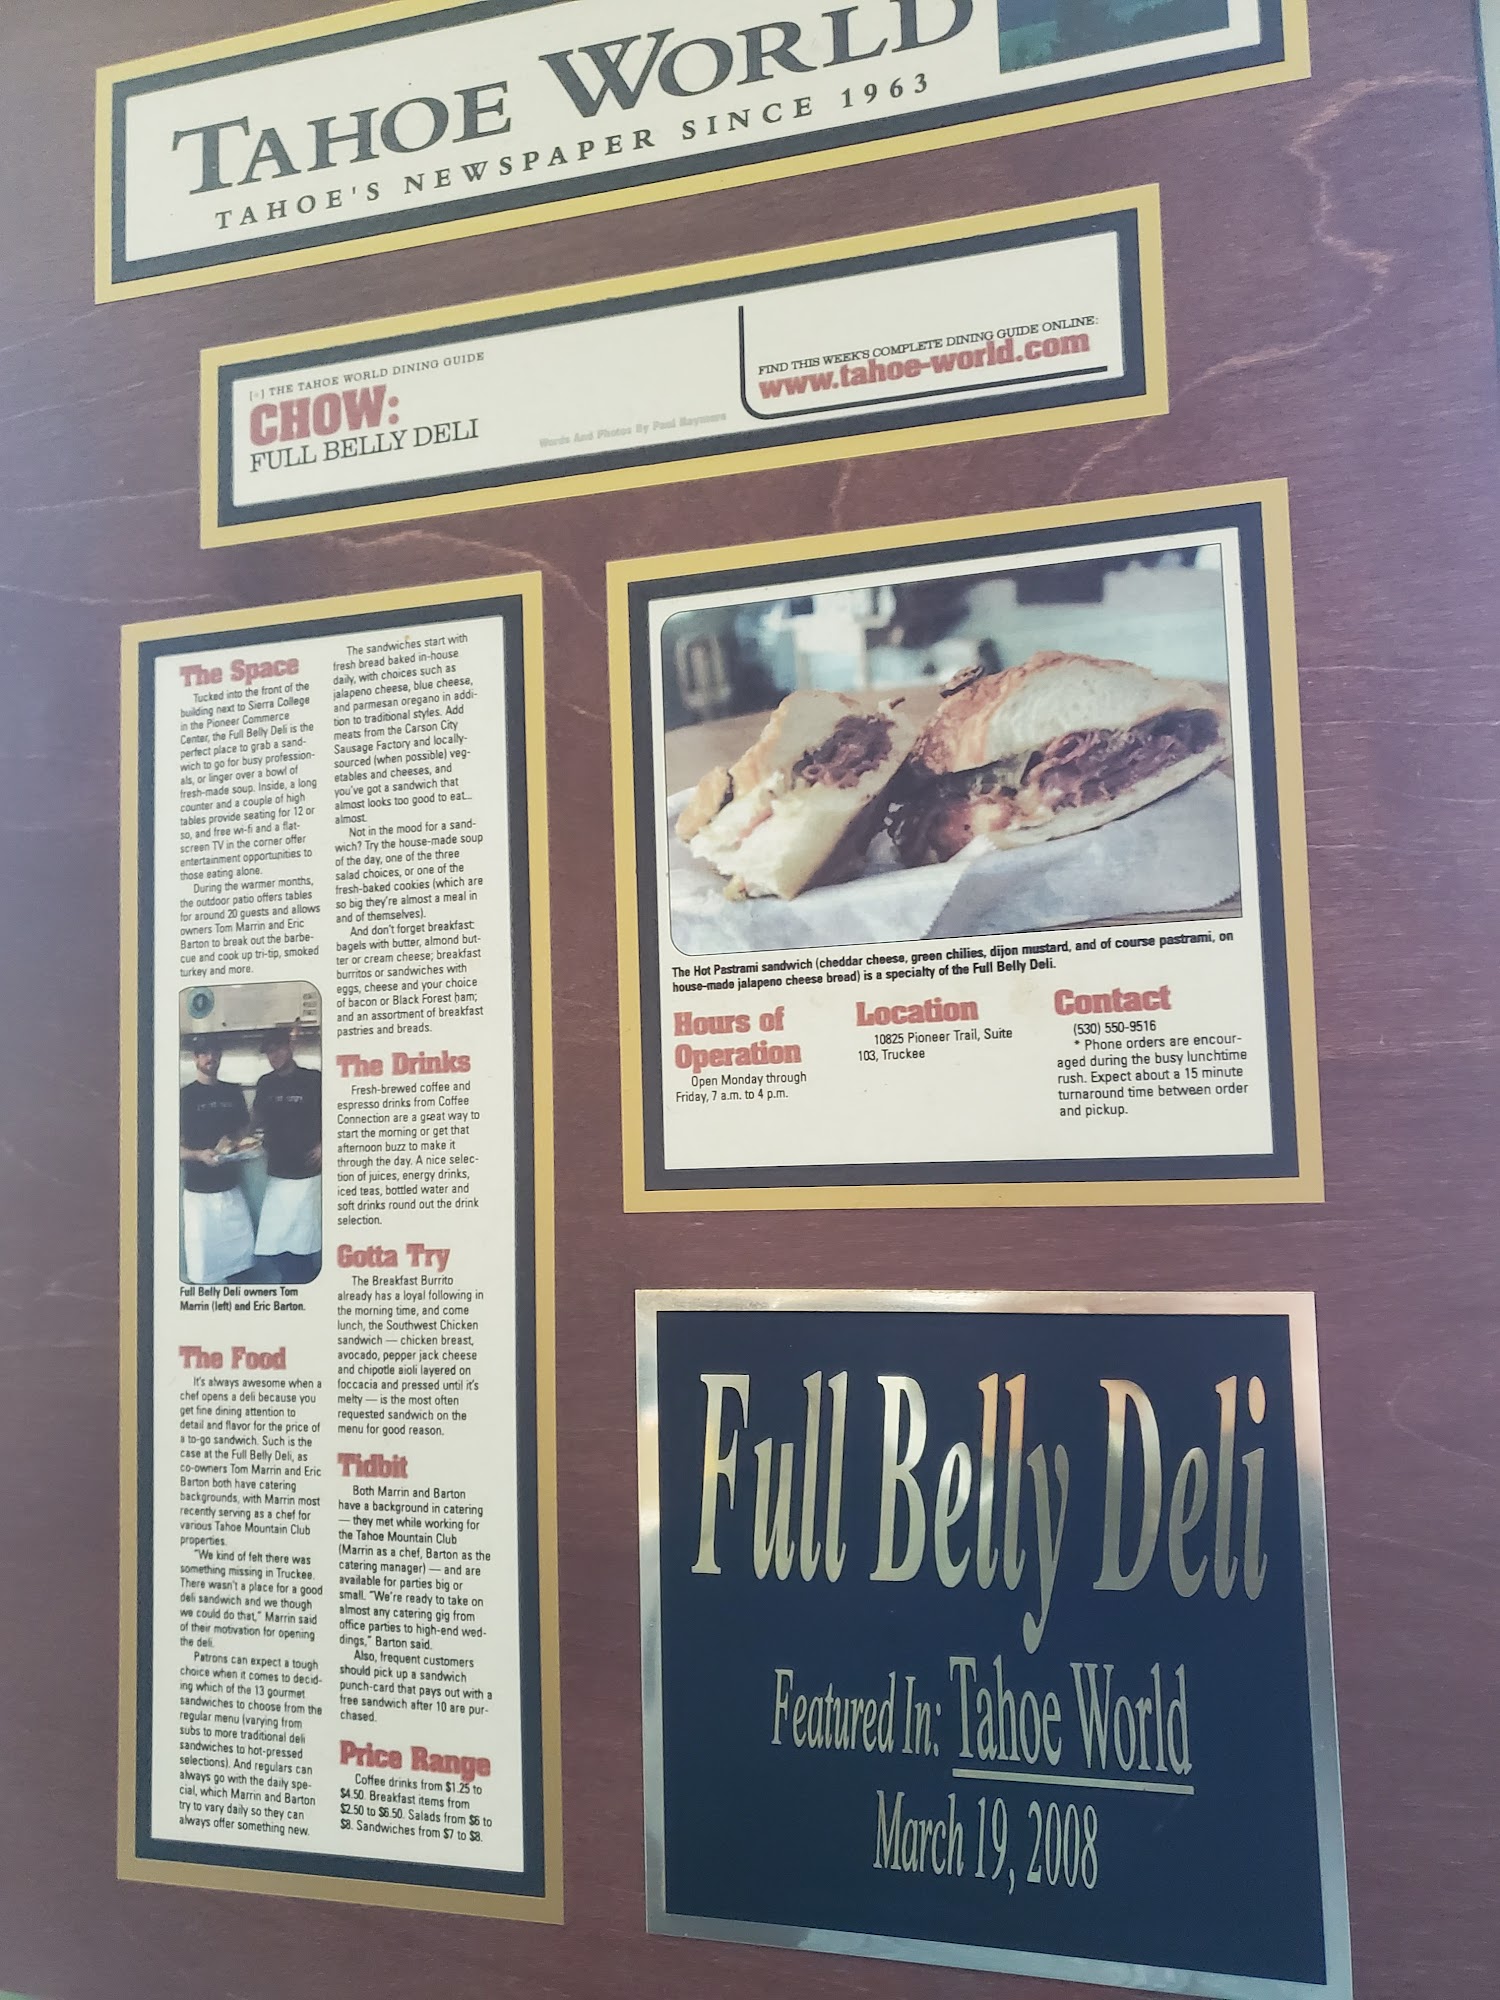 TAHOE WORLD
TAHOE'S NEWSPAPER SINCE 1963
THE TAHOE WORLD DINING GUIDE
CHOW:
FULL BELLY DELI
Words And Photos By Paul Raymore
FIND THIS WEEK'S COMPLETE DINING GUIDE ONLINE:
www.tahoe-world.com
The Space
Tucked into the front of the
building next to Sierra College
in the Pioneer Commerce
Center, the Full Belly Deli is the
perfect place to grab a sand-
wich to go for busy profession-
als, or linger over a bowl of
fresh-made soup. Inside, a long
counter and a couple of high
tables provide seating for 12 or
so, and free wi-fi and a flat-
screen TV in the corner offer
entertainment opportunities to
those eating alone.
During the warmer months,
the outdoor patio offers tables
for around 20 guests and allows
owners Tom Marrin and Eric
Barton to break out the barbe-
cue and cook up tri-tip, smoked
turkey and more.
Full Belly Deli owners Tom
Marrin (left) and Eric Barton.
The Food
It's always awesome when a
chef opens a deli because you
get fine dining attention to
detail and flavor for the price of
a to-go sandwich. Such is the
case at the Full Belly Deli, as
co-owners Tom Marrin and Eric
Barton both have catering
backgrounds, with Marrin most
recently serving as a chef for
various Tahoe Mountain Club
properties.
"We kind of felt there was
something missing in Truckee.
There wasn't a place for a good
deli sandwich and we though
we could do that," Marrin said
of their motivation for opening
the deli.
Patrons can expect a tough
choice when it comes to decid-
ing which of the 13 gourmet
sandwiches to choose from the
regular menu (varying from
subs to more traditional deli
sandwiches to hot-pressed
selections). And regulars can
always go with the daily spe-
cial, which Marrin and Barton
try to vary daily so they can
always offer something new.
The sandwiches start with
fresh bread baked in-house
daily, with choices such as
jalapeno cheese, blue cheese,
and parmesan oregano in addi-
tion to traditional styles. Add
meats from the Carson City
Sausage Factory and locally-
sourced (when possible) veg-
etables and cheeses, and
you've got a sandwich that
almost looks too good to eat...
almost.
Not in the mood for a sand-
wich? Try the house-made soup
of the day, one of the three
salad choices, or one of the
fresh-baked cookies (which are
so big they're almost a meal in
and of themselves).
And don't forget breakfast:
bagels with butter, almond but-
ter or cream cheese; breakfast
burritos or sandwiches with
eggs, cheese and your choice
of bacon or Black Forest ham;
and an assortment of breakfast
pastries and breads.
The Drinks
Fresh-brewed coffee and
espresso drinks from Coffee
Connection are a great way to
start the morning or get that
afternoon buzz to make it
through the day. A nice selec-
tion of juices, energy drinks,
iced teas, bottled water and
soft drinks round out the drink
selection.
Gotta Try
The Breakfast Burrito
already has a loyal following in
the morning time, and come
lunch, the Southwest Chicken
sandwich — chicken breast,
avocado, pepper jack cheese
and chipotle aioli layered on
foccacia and pressed until it's
melty — is the most often
requested sandwich on the
menu for good reason.
Tidbit
Both Marrin and Barton
have a background in catering
— they met while working for
the Tahoe Mountain Club
(Marrin as a chef, Barton as the
catering manager) — and are
available for parties big or
small. "We're ready to take on
almost any catering gig from
office parties to high-end wed-
dings," Barton said.
Also, frequent customers
should pick up a sandwich
punch-card that pays out with a
free sandwich after 10 are pur-
chased.
Price Range
Coffee drinks from $1.25 to
$4.50. Breakfast items from
$2.50 to $6.50. Salads from $6 to
$8. Sandwiches from $7 to $8.
The Hot Pastrami sandwich (cheddar cheese, green chilies, dijon mustard, and of course pastrami, on
house-made jalapeno cheese bread) is a specialty of the Full Belly Deli.
Hours of
Operation
Open Monday through
Friday, 7 a.m. to 4 p.m.
Location
10825 Pioneer Trail, Suite
103, Truckee
Contact
(530) 550-9516
* Phone orders are encour-
aged during the busy lunchtime
rush. Expect about a 15 minute
turnaround time between order
and pickup.
Full Belly Deli
Featured In: Tahoe World
March 19, 2008